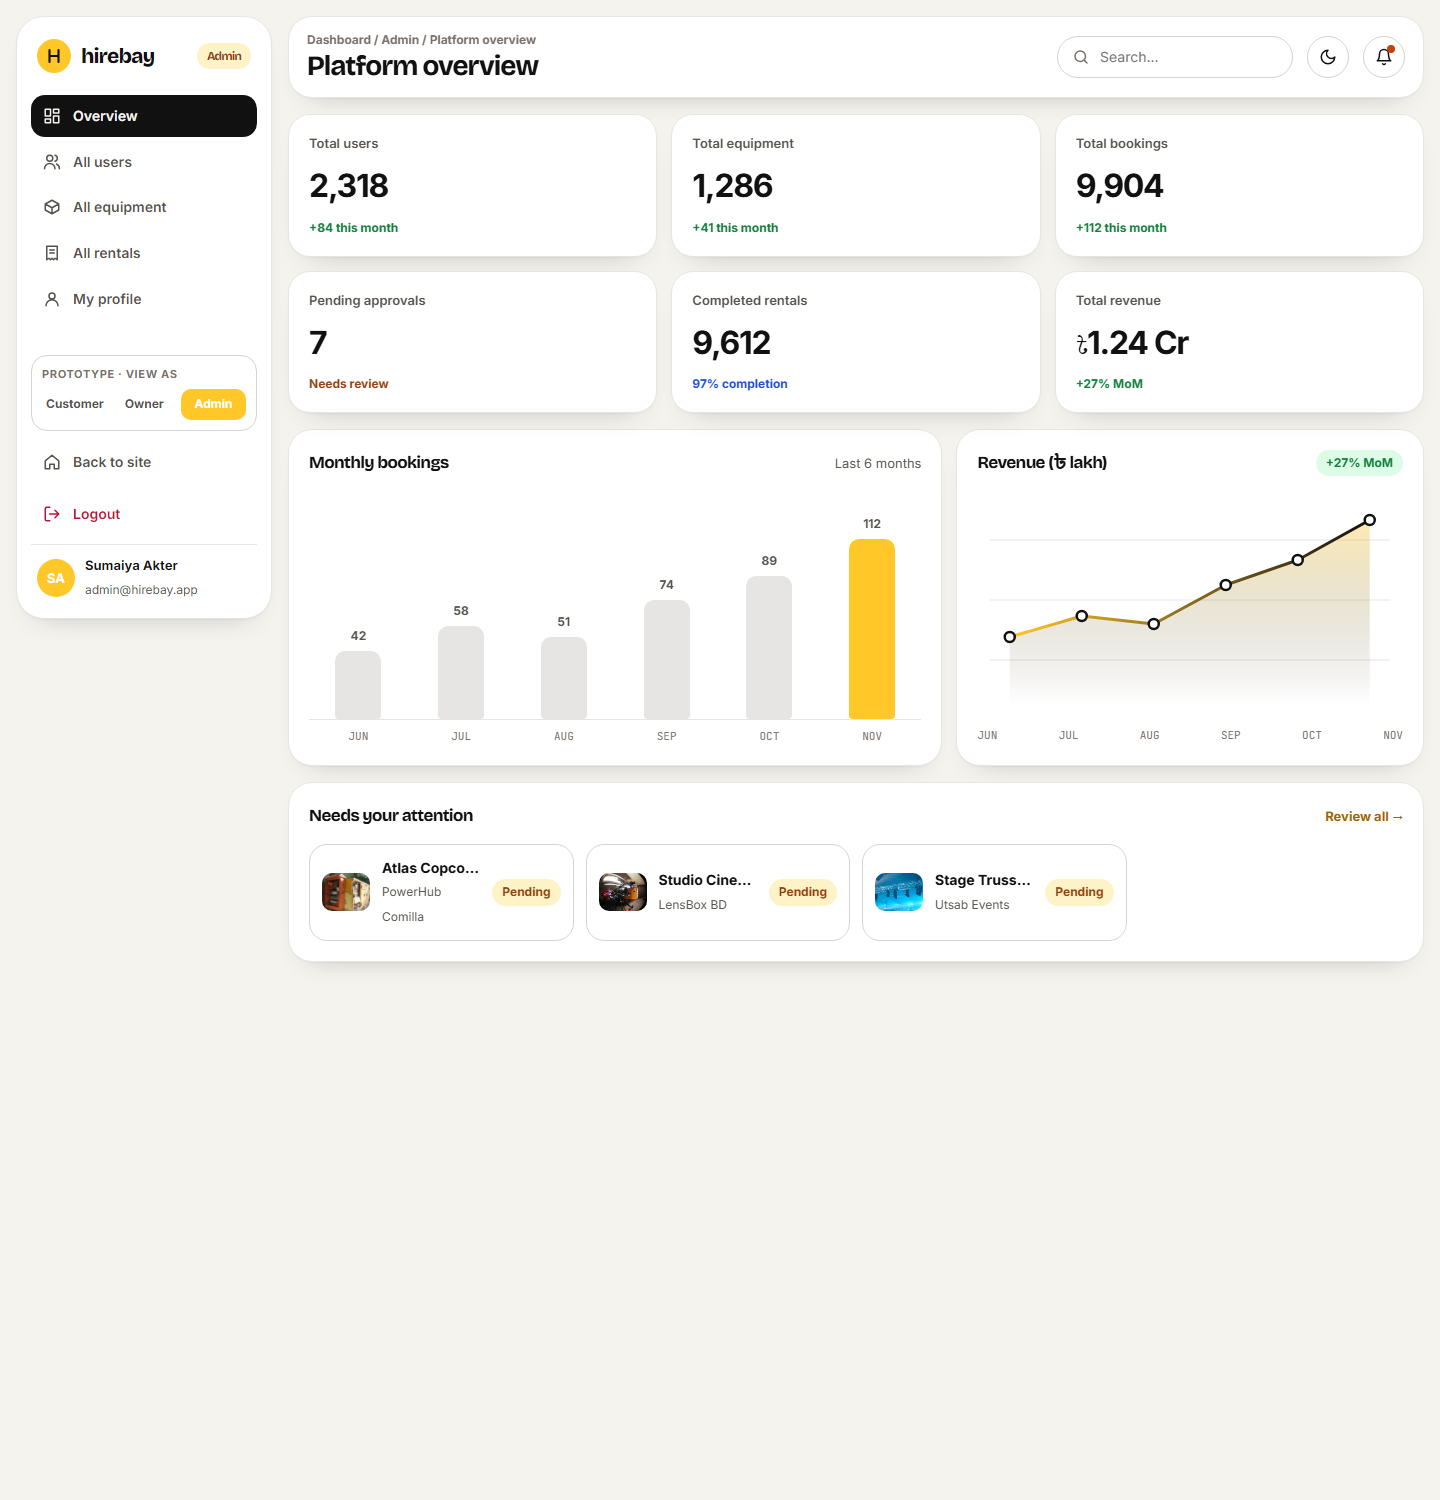 H hirebay Admin
Overview
All users
All equipment
All rentals
My profile
PROTOTYPE · VIEW AS
Customer Owner Admin
Back to site
Logout
SA
Sumaiya Akter
admin@hirebay.app
Dashboard / Admin / Platform overview
Platform overview
Search...
Total users
2,318
+84 this month
Total equipment
1,286
+41 this month
Total bookings
9,904
+112 this month
Pending approvals
7
Needs review
Completed rentals
9,612
97% completion
Total revenue
৳1.24 Cr
+27% MoM
Monthly bookings
Last 6 months
42 58 51 74 89 112
JUN JUL AUG SEP OCT NOV
Revenue (৳ lakh)
+27% MoM
JUN JUL AUG SEP OCT NOV
Needs your attention
Review all →
Atlas Copco...
PowerHub
Comilla
Pending
Studio Cine...
LensBox BD
Pending
Stage Truss...
Utsab Events
Pending